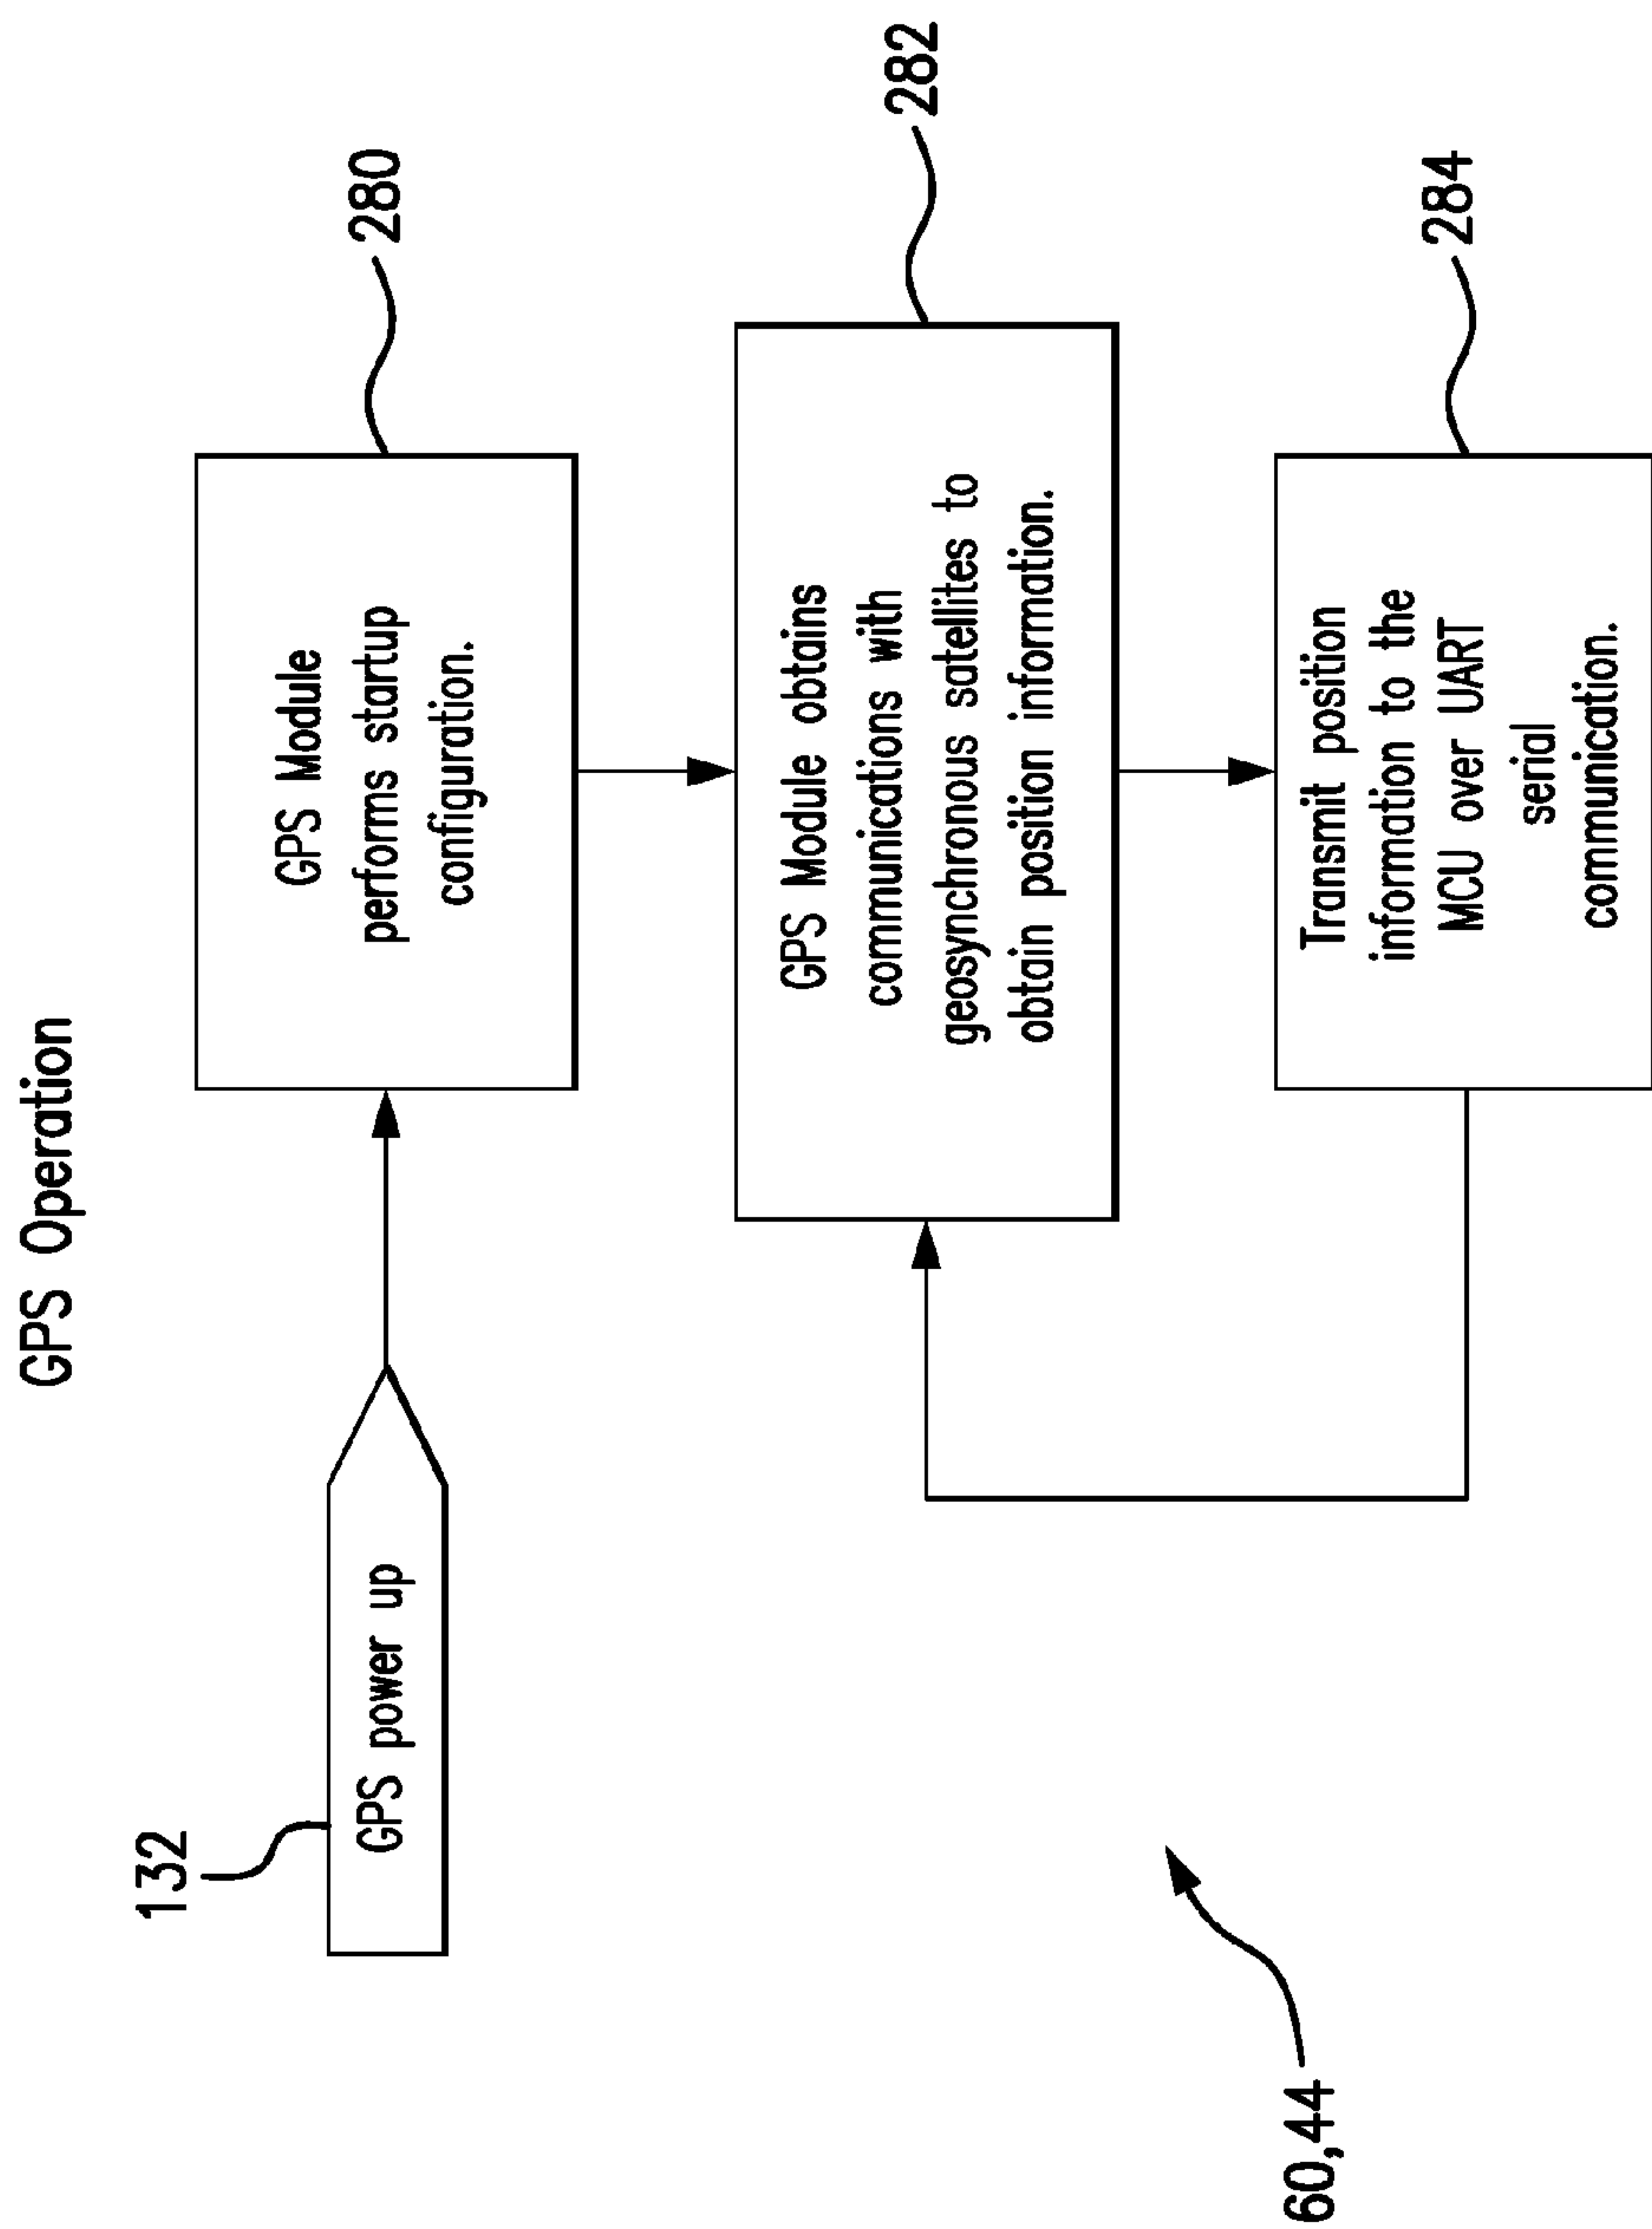 GPS Operation
132
GPS power up
GPS Module
performs startup
configuration.
280
GPS Module obtains
communications with
geosynchronous satellites to
obtain position information.
282
Transmit position
information to the
MCU over UART
serial
communication.
284
60,44